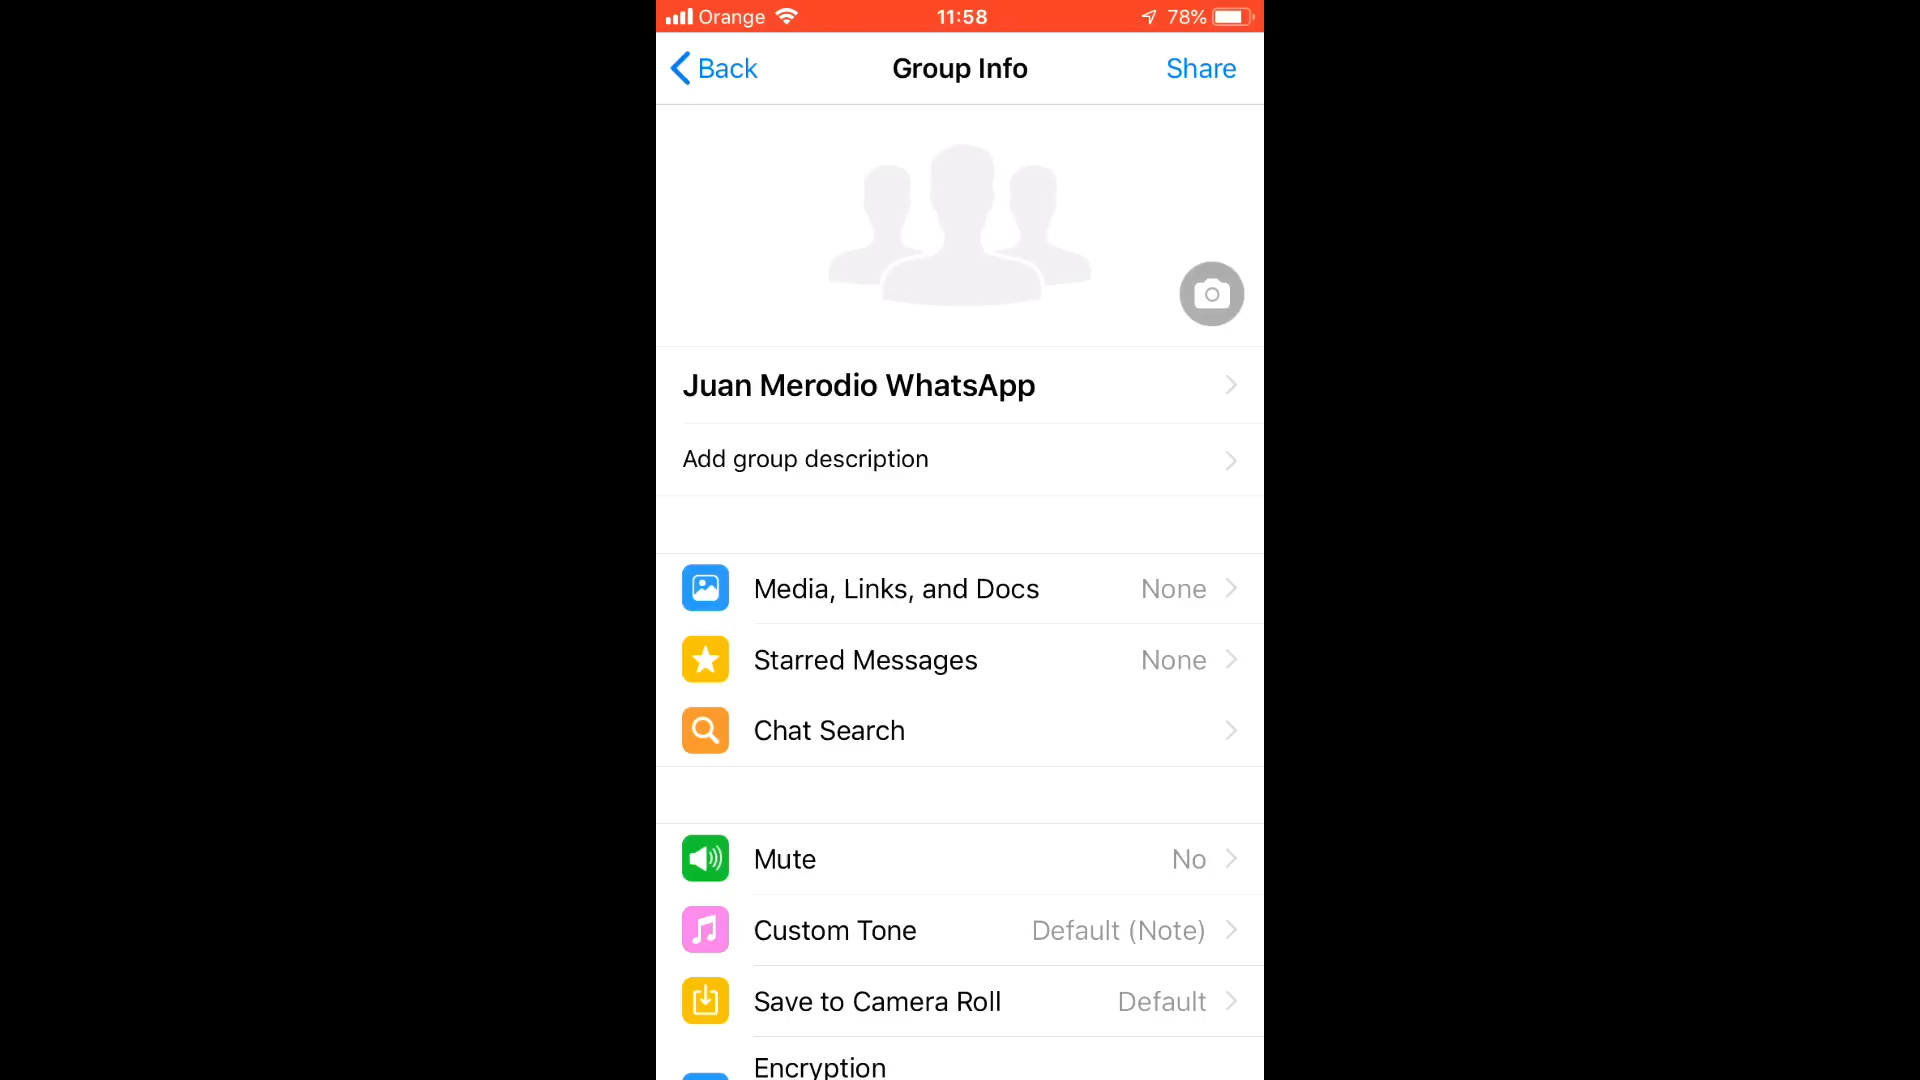 Orange 11:58 78%
Back Group Info Share
Juan Merodio WhatsApp
Add group description
Media, Links, and Docs None
Starred Messages None
Chat Search
Mute No
Custom Tone Default (Note)
Save to Camera Roll Default
Encryption